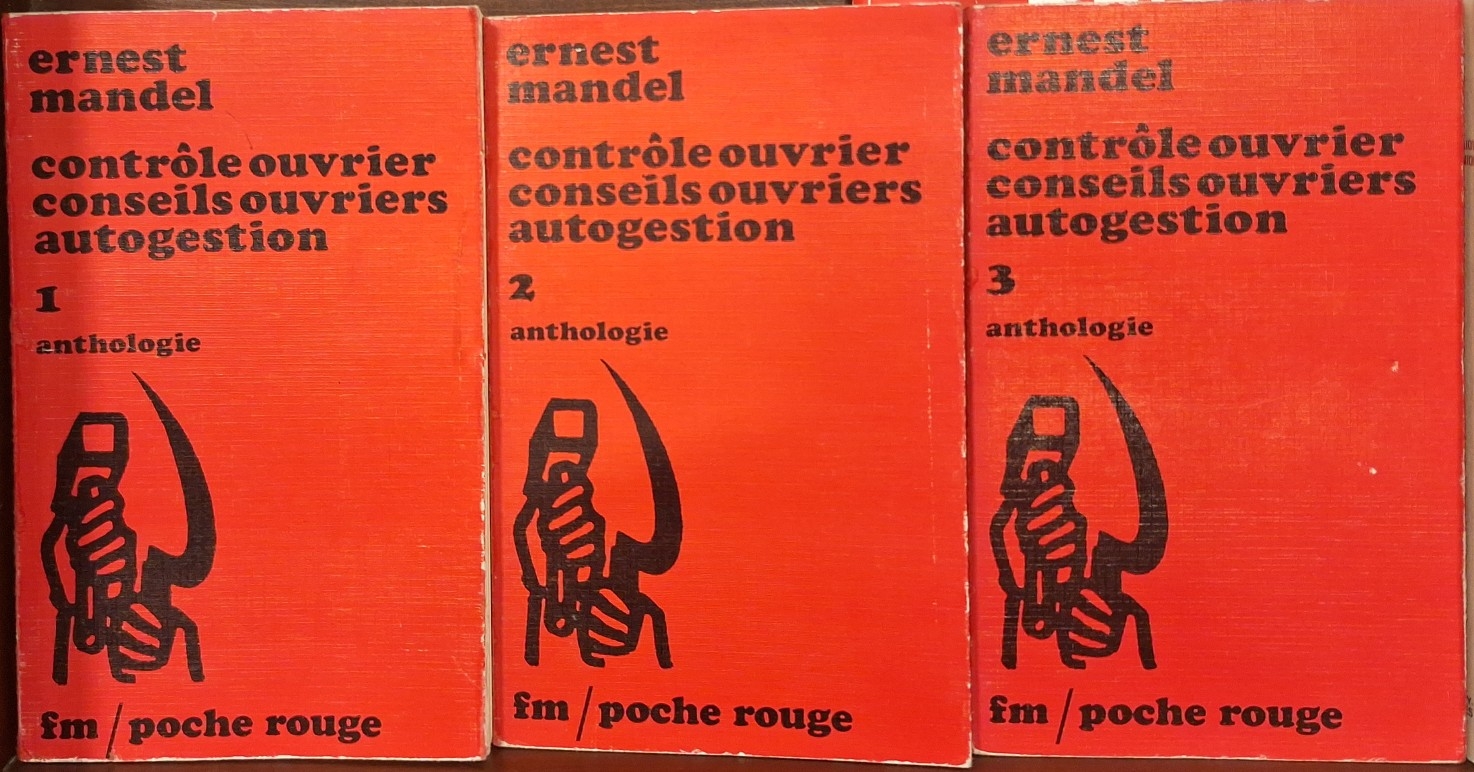 ernest
mandel
contrôle ouvrier
conseils ouvriers
autogestion
1
anthologie
fm / poche rouge
ernest
mandel
contrôle ouvrier
conseils ouvriers
autogestion
2
anthologie
fm / poche rouge
ernest
mandel
contrôle ouvrier
conseils ouvriers
autogestion
3
anthologie
fm / poche rouge